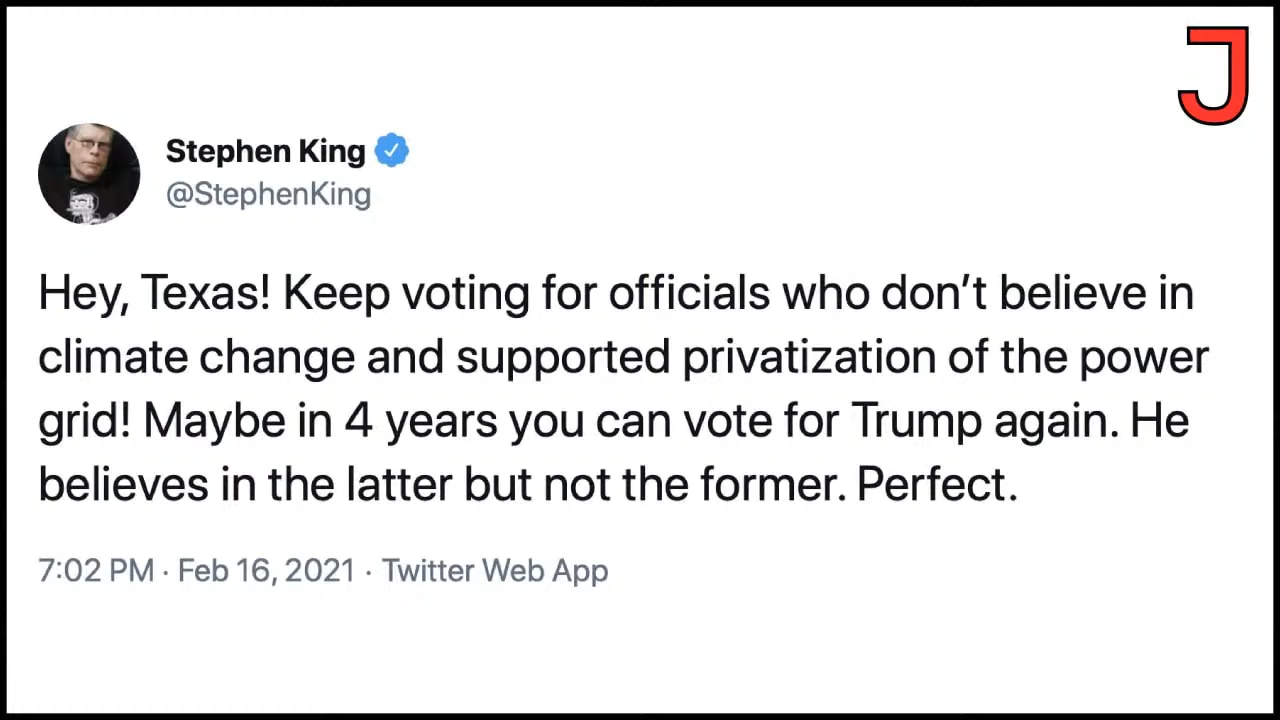 J
Stephen King
@StephenKing
Hey, Texas! Keep voting for officials who don’t believe in
climate change and supported privatization of the power
grid! Maybe in 4 years you can vote for Trump again. He
believes in the latter but not the former. Perfect.
7:02 PM · Feb 16, 2021 · Twitter Web App